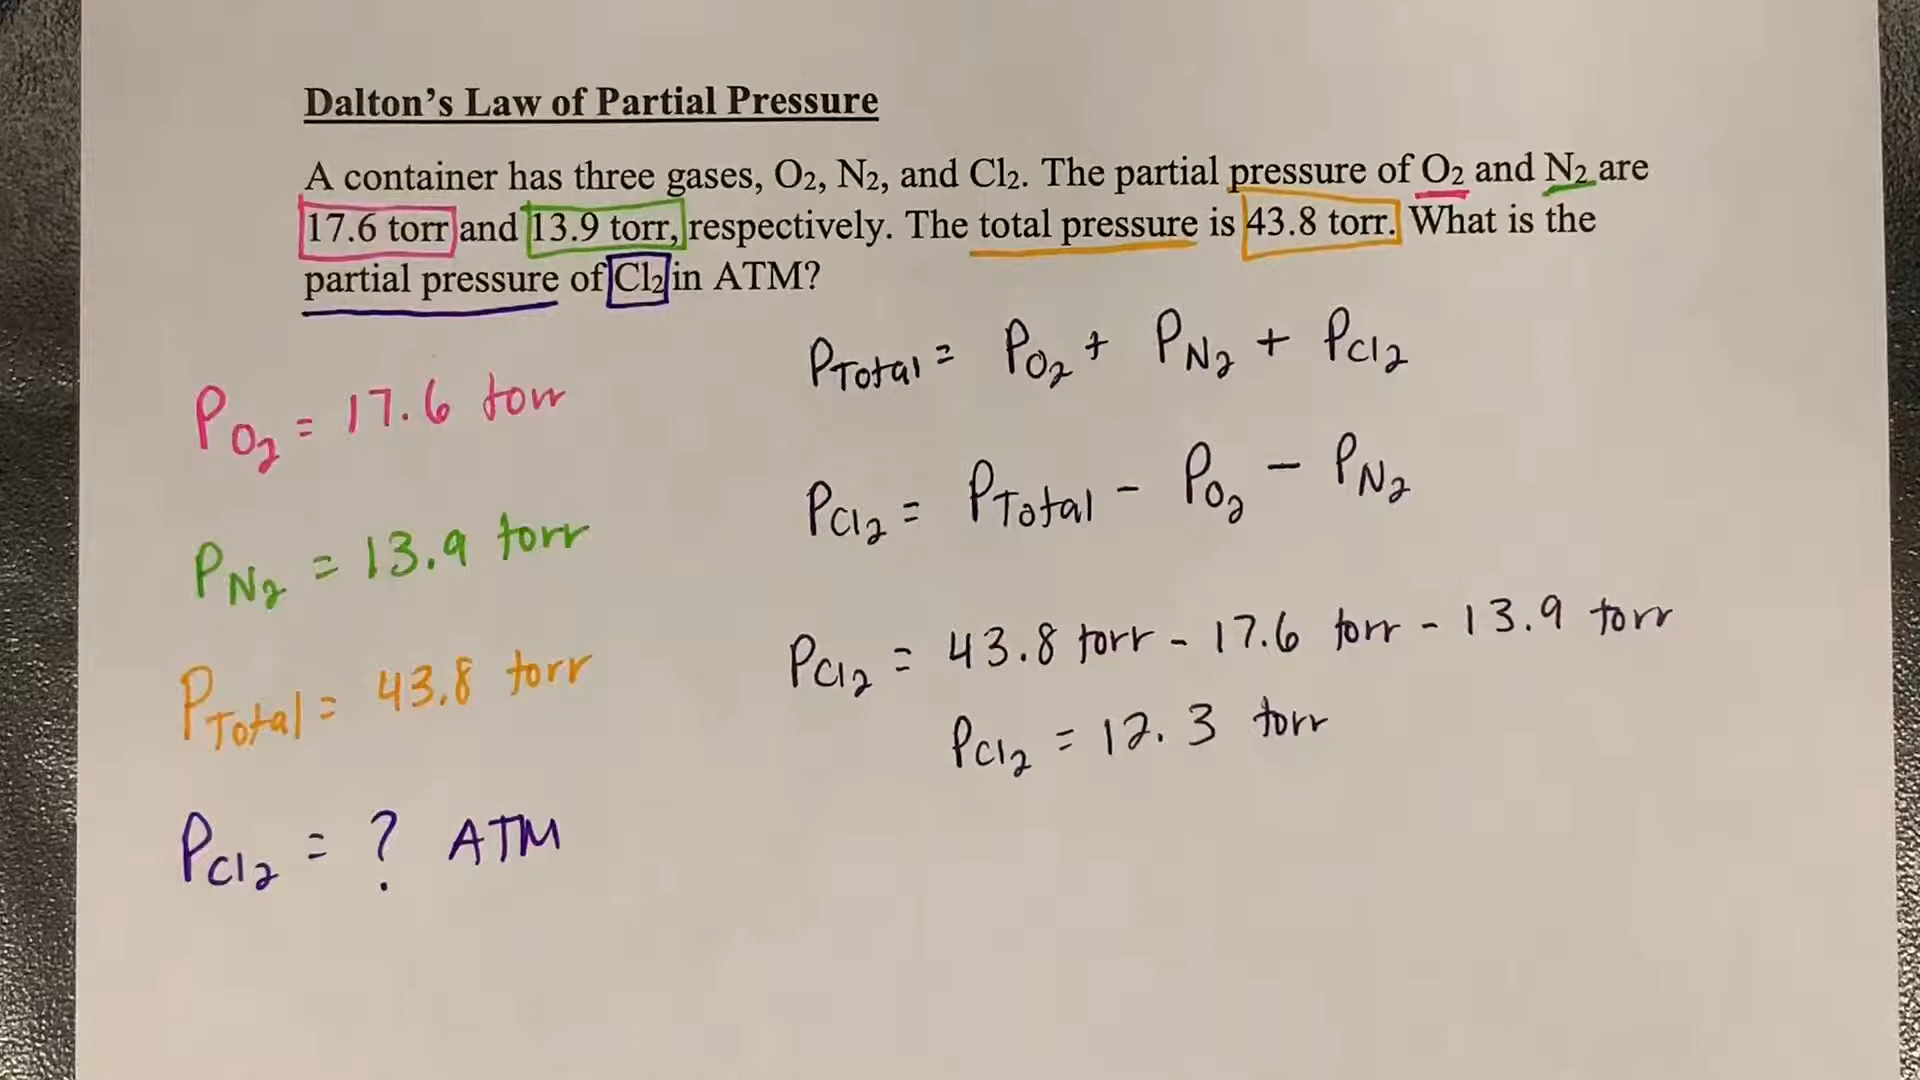 Dalton's Law of Partial Pressure
A container has three gases, O2, N2, and Cl2. The partial pressure of O2 and N2 are
17.6 torr and 13.9 torr, respectively. The total pressure is 43.8 torr. What is the
partial pressure of Cl2 in ATM?
PO2 = 17.6 torr
PN2 = 13.9 torr
PTotal = 43.8 torr
PCl2 = ? ATM
PTotal = PO2 + PN2 + PCl2
PCl2 = PTotal - PO2 - PN2
PCl2 = 43.8 torr - 17.6 torr - 13.9 torr
PCl2 = 12.3 torr